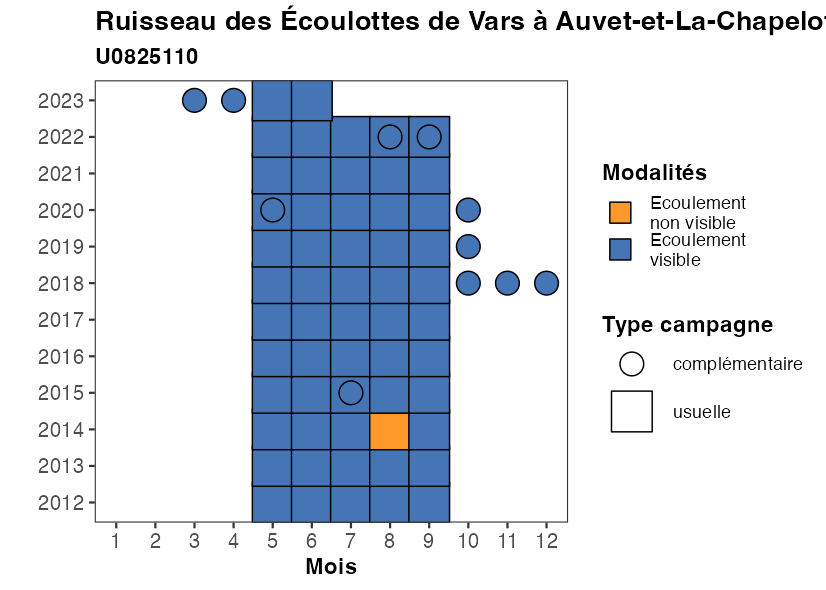 Ruisseau des Écoulottes de Vars à Auvet-et-La-Chapelo
U0825110
2023
2022
2021
2020
2019
2018
2017
2016
2015
2014
2013
2012
1 2 3 4 5 6 7 8 9 10 11 12
Mois
Modalités
Ecoulement
non visible
Ecoulement
visible
Type campagne
complémentaire
usuelle